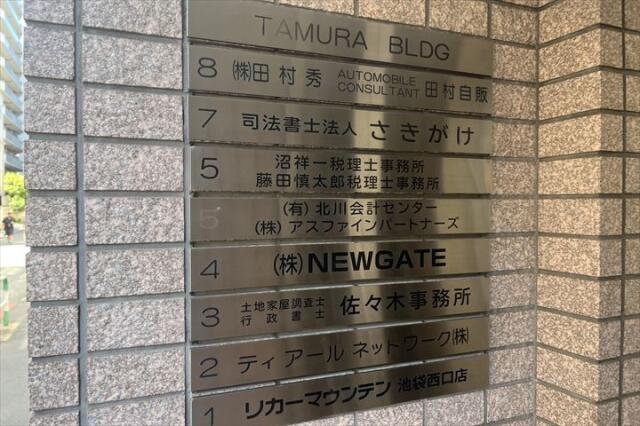 TAMURA BLDG
8 ㈱田村秀 AUTOMOBILE CONSULTANT 田村自販
7 司法書士法人 さきがけ
5 沼祥一税理士事務所
藤田慎太郎税理士事務所
5 (有) 北川会計センター
(株) アスファインパートナーズ
4 (株) NEWGATE
3 土地家屋調査士 行政書士 佐々木事務所
2 ティアール ネットワーク㈱
1 リカーマウンテン 池袋西口店